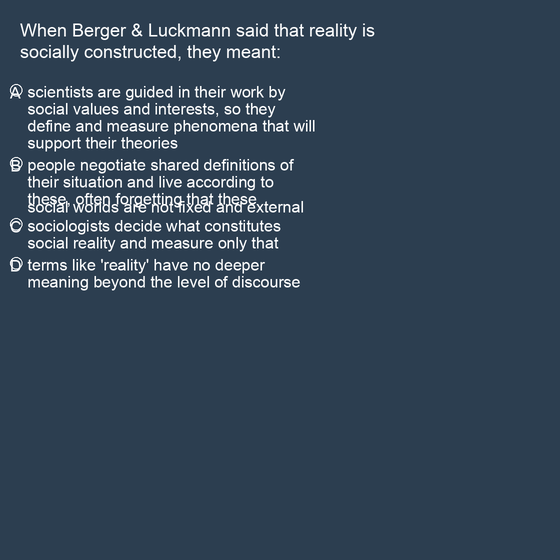 When Berger & Luckmann said that reality is
socially constructed, they meant:
A scientists are guided in their work by
social values and interests, so they
define and measure phenomena that will
support their theories
B people negotiate shared definitions of
their situation and live according to
these, often forgetting that these
social worlds are not fixed and external
C sociologists decide what constitutes
social reality and measure only that
D terms like 'reality' have no deeper
meaning beyond the level of discourse